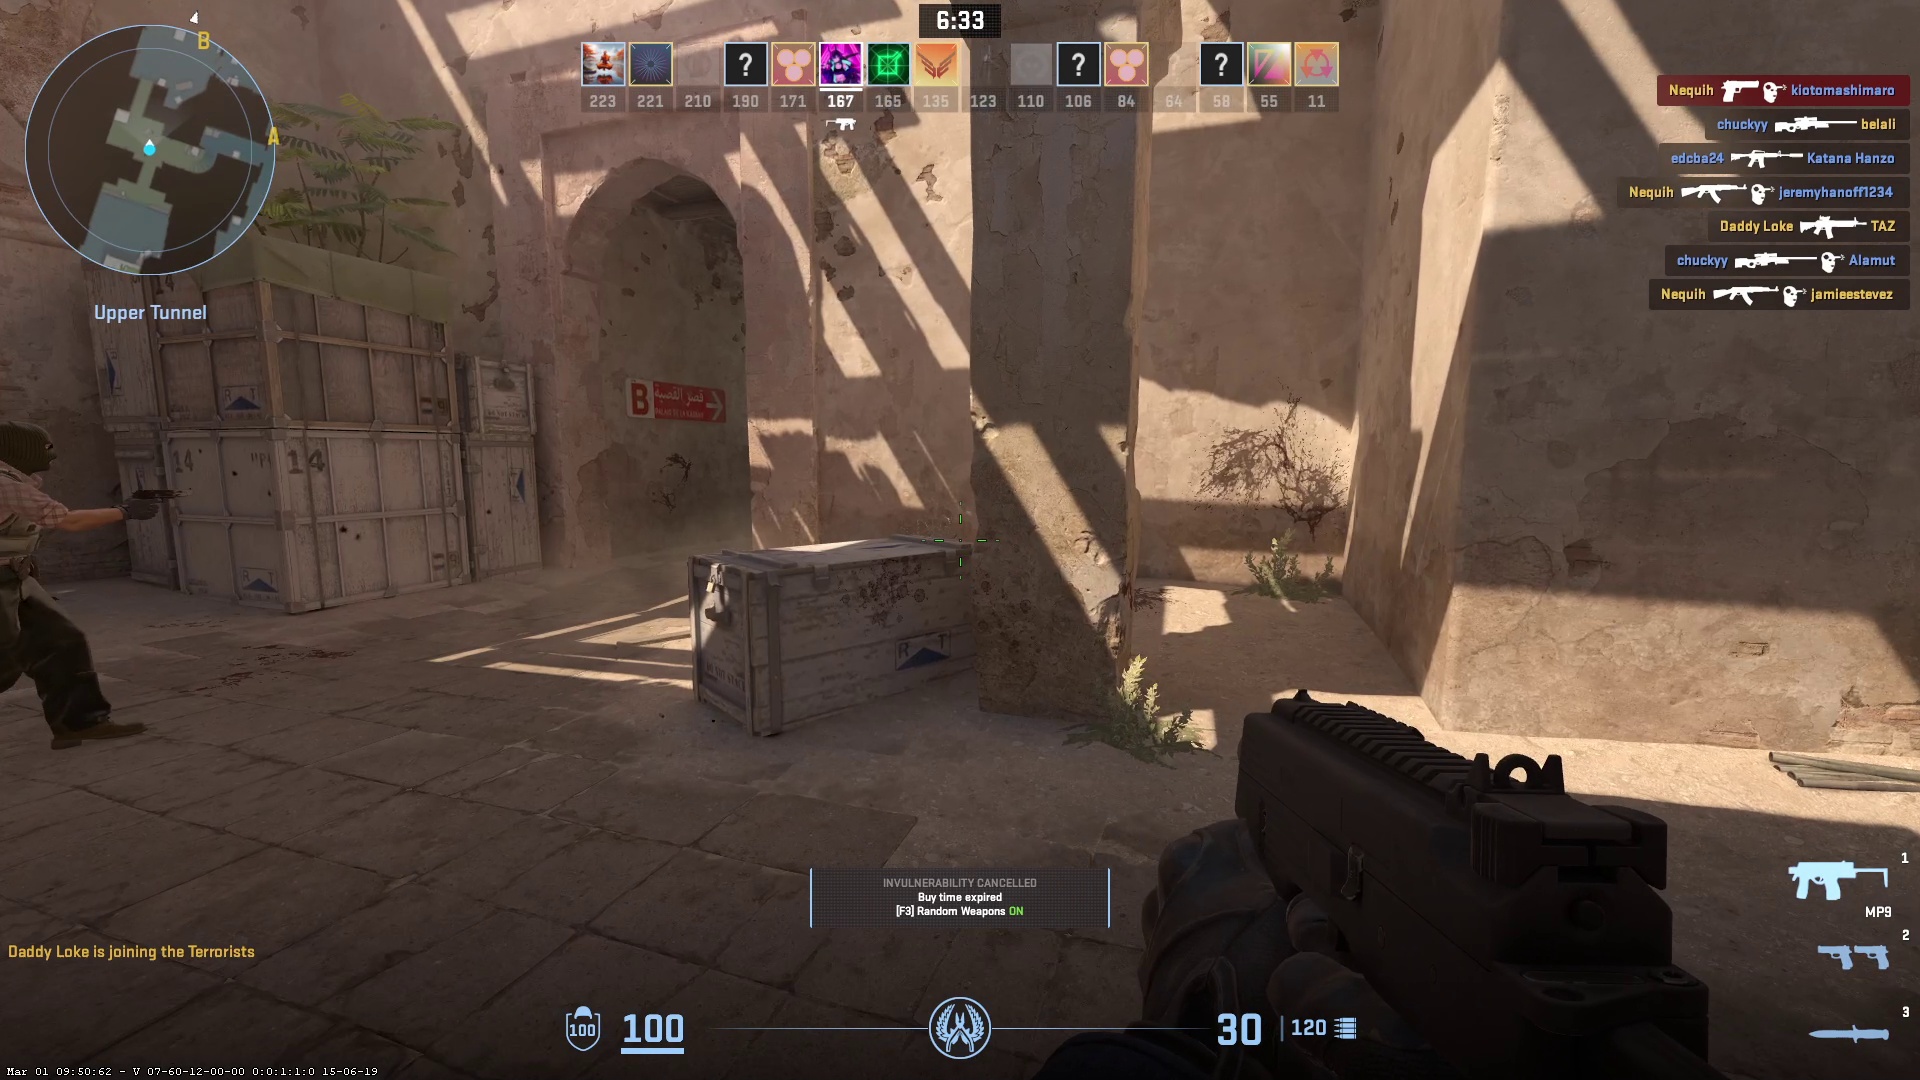 6:33
B
A
? ? ?
223 221 210 190 171 167 165 135 123 110 106 84 64 58 55 11
Nequih kiotomashimaro
chuckyy belali
edcba24 Katana Hanzo
Nequih jeremyhanoff1234
Daddy Loke TAZ
chuckyy Alamut
Nequih jamieestevez
Upper Tunnel
B
R T
14 14
R T
R T
1
MP9
2
3
INVULNERABILITY CANCELLED
Buy time expired
[F3] Random Weapons ON
Daddy Loke is joining the Terrorists
100 100
30 120
Mar 01 09:50:62 - V 07-60-12-00-00 0:0:1:1:0 15-06-19